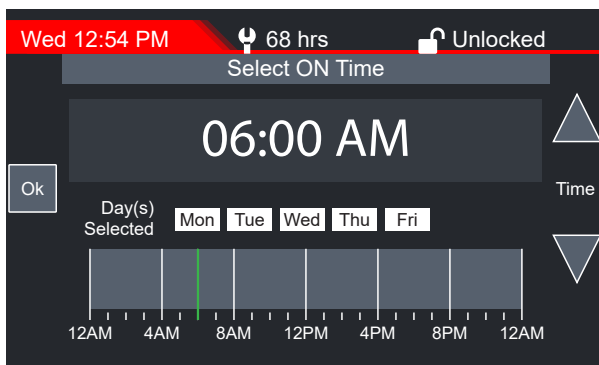 Wed 12:54 PM 68 hrs Unlocked
Select ON Time
06:00 AM
Ok
Time
Day(s)
Selected
Mon Tue Wed Thu Fri
12AM 4AM 8AM 12PM 4PM 8PM 12AM